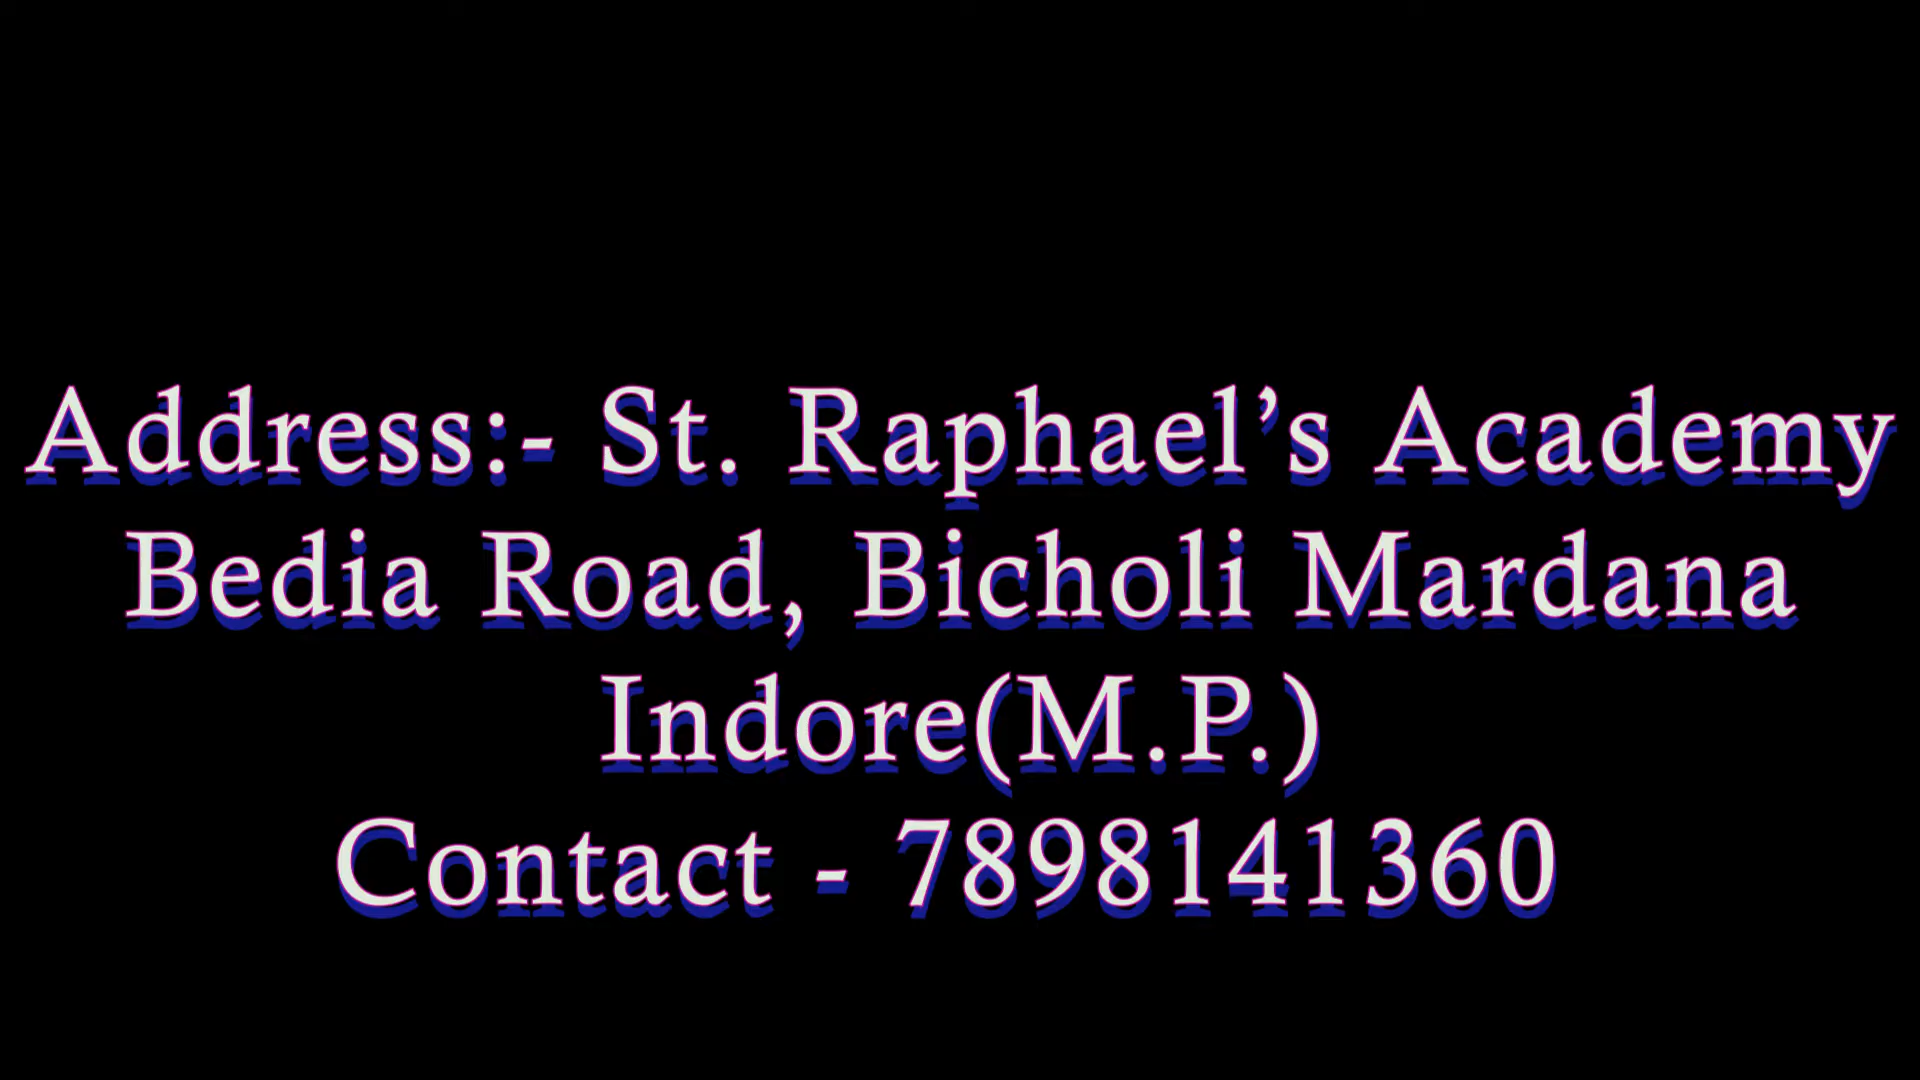 Address:- St. Raphael’s Academy
Bedia Road, Bicholi Mardana
Indore(M.P.)
Contact - 7898141360